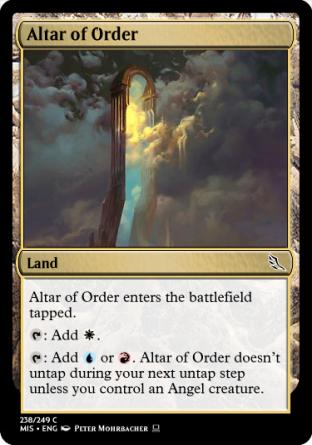 Altar of Order
Land
Altar of Order enters the battlefield
tapped.
: Add .
: Add or . Altar of Order doesn't
untap during your next untap step
unless you control an Angel creature.
238/249 C
MIS • ENG Peter Mohrbacher